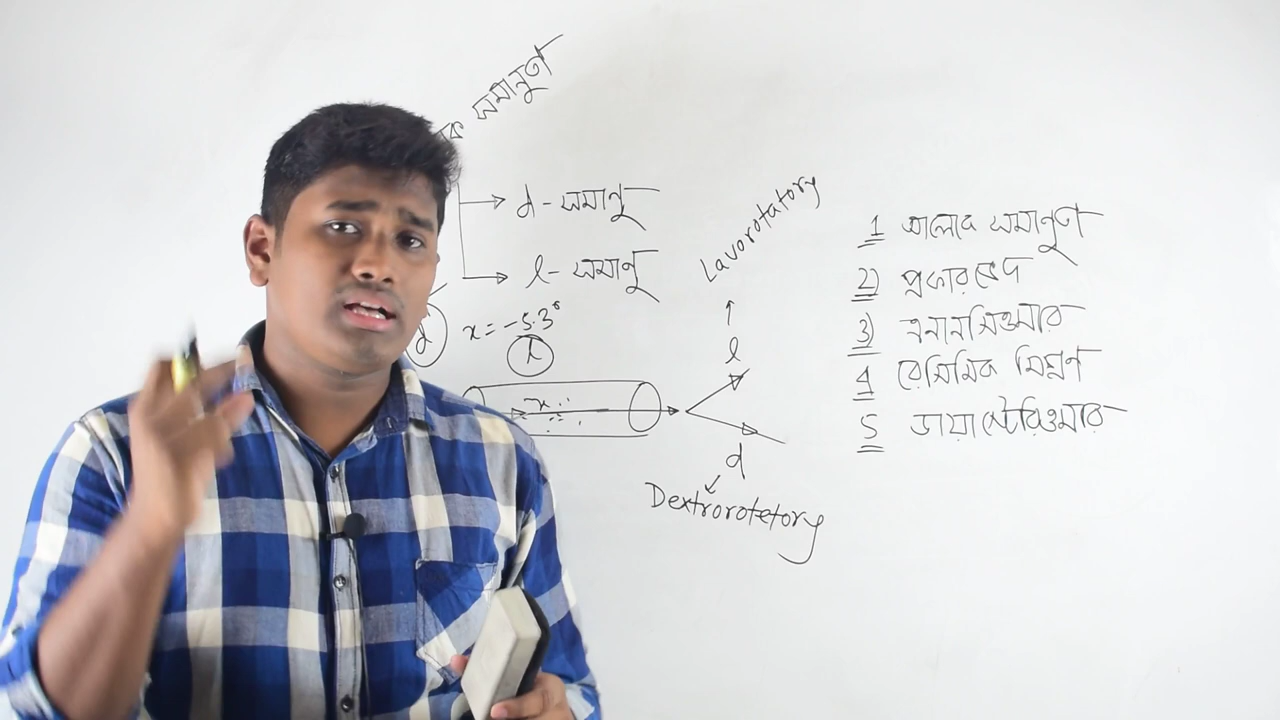 ক সমানুতা
d - সমানু
l - সমানু
d
x = -5.3°
l
x
l
Lavorotatory
d
Dextrorotetory
1 আলোক সমানুতা
2) প্রকারভেদ
3) এনানসিওমার
4 রেসিমিক মিশ্রণ
5 ডায়াস্টেরিওমার